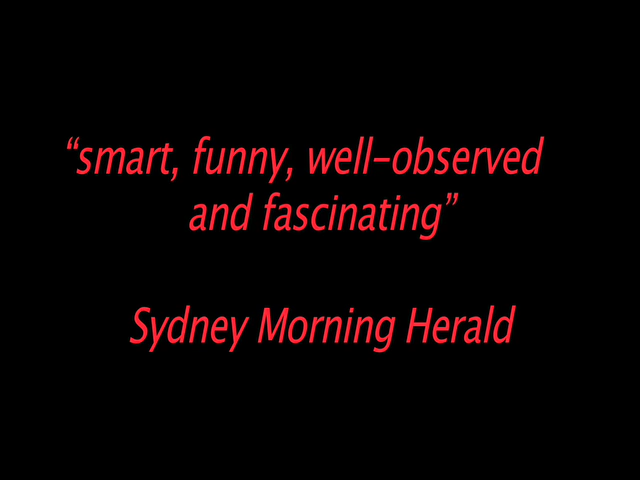 “smart, funny, well-observed
and fascinating”
Sydney Morning Herald